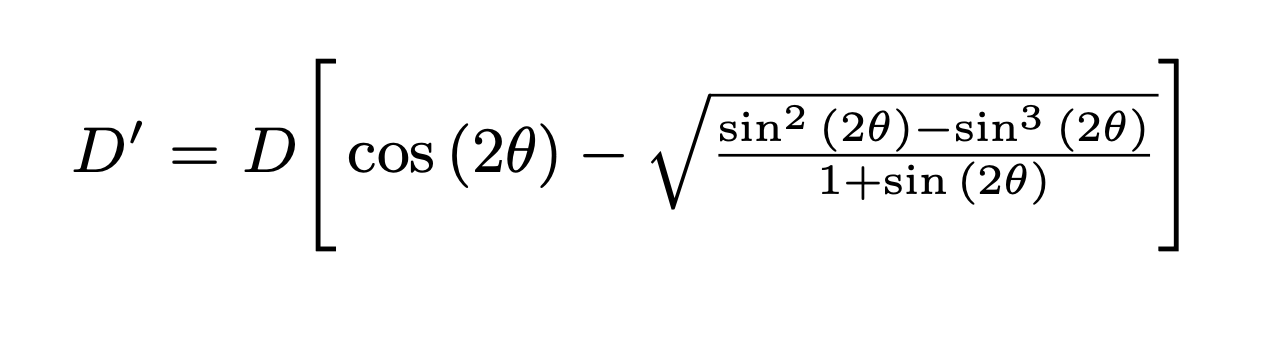 D′ = D[cos (2θ) − √((sin² (2θ)−sin³ (2θ))/(1+sin (2θ)))]